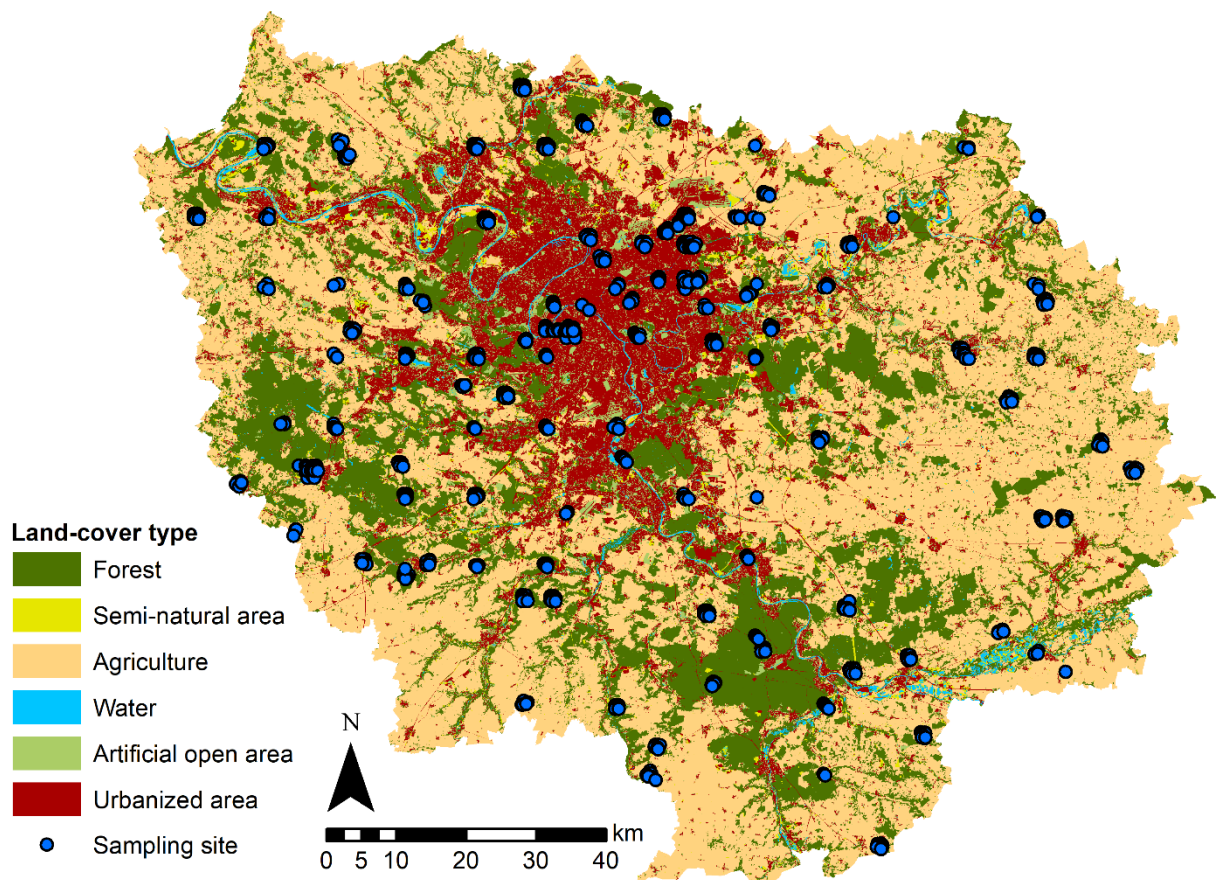 Land-cover type
Forest
Semi-natural area
Agriculture
Water
Artificial open area
Urbanized area
Sampling site
N
km
0 5 10 20 30 40